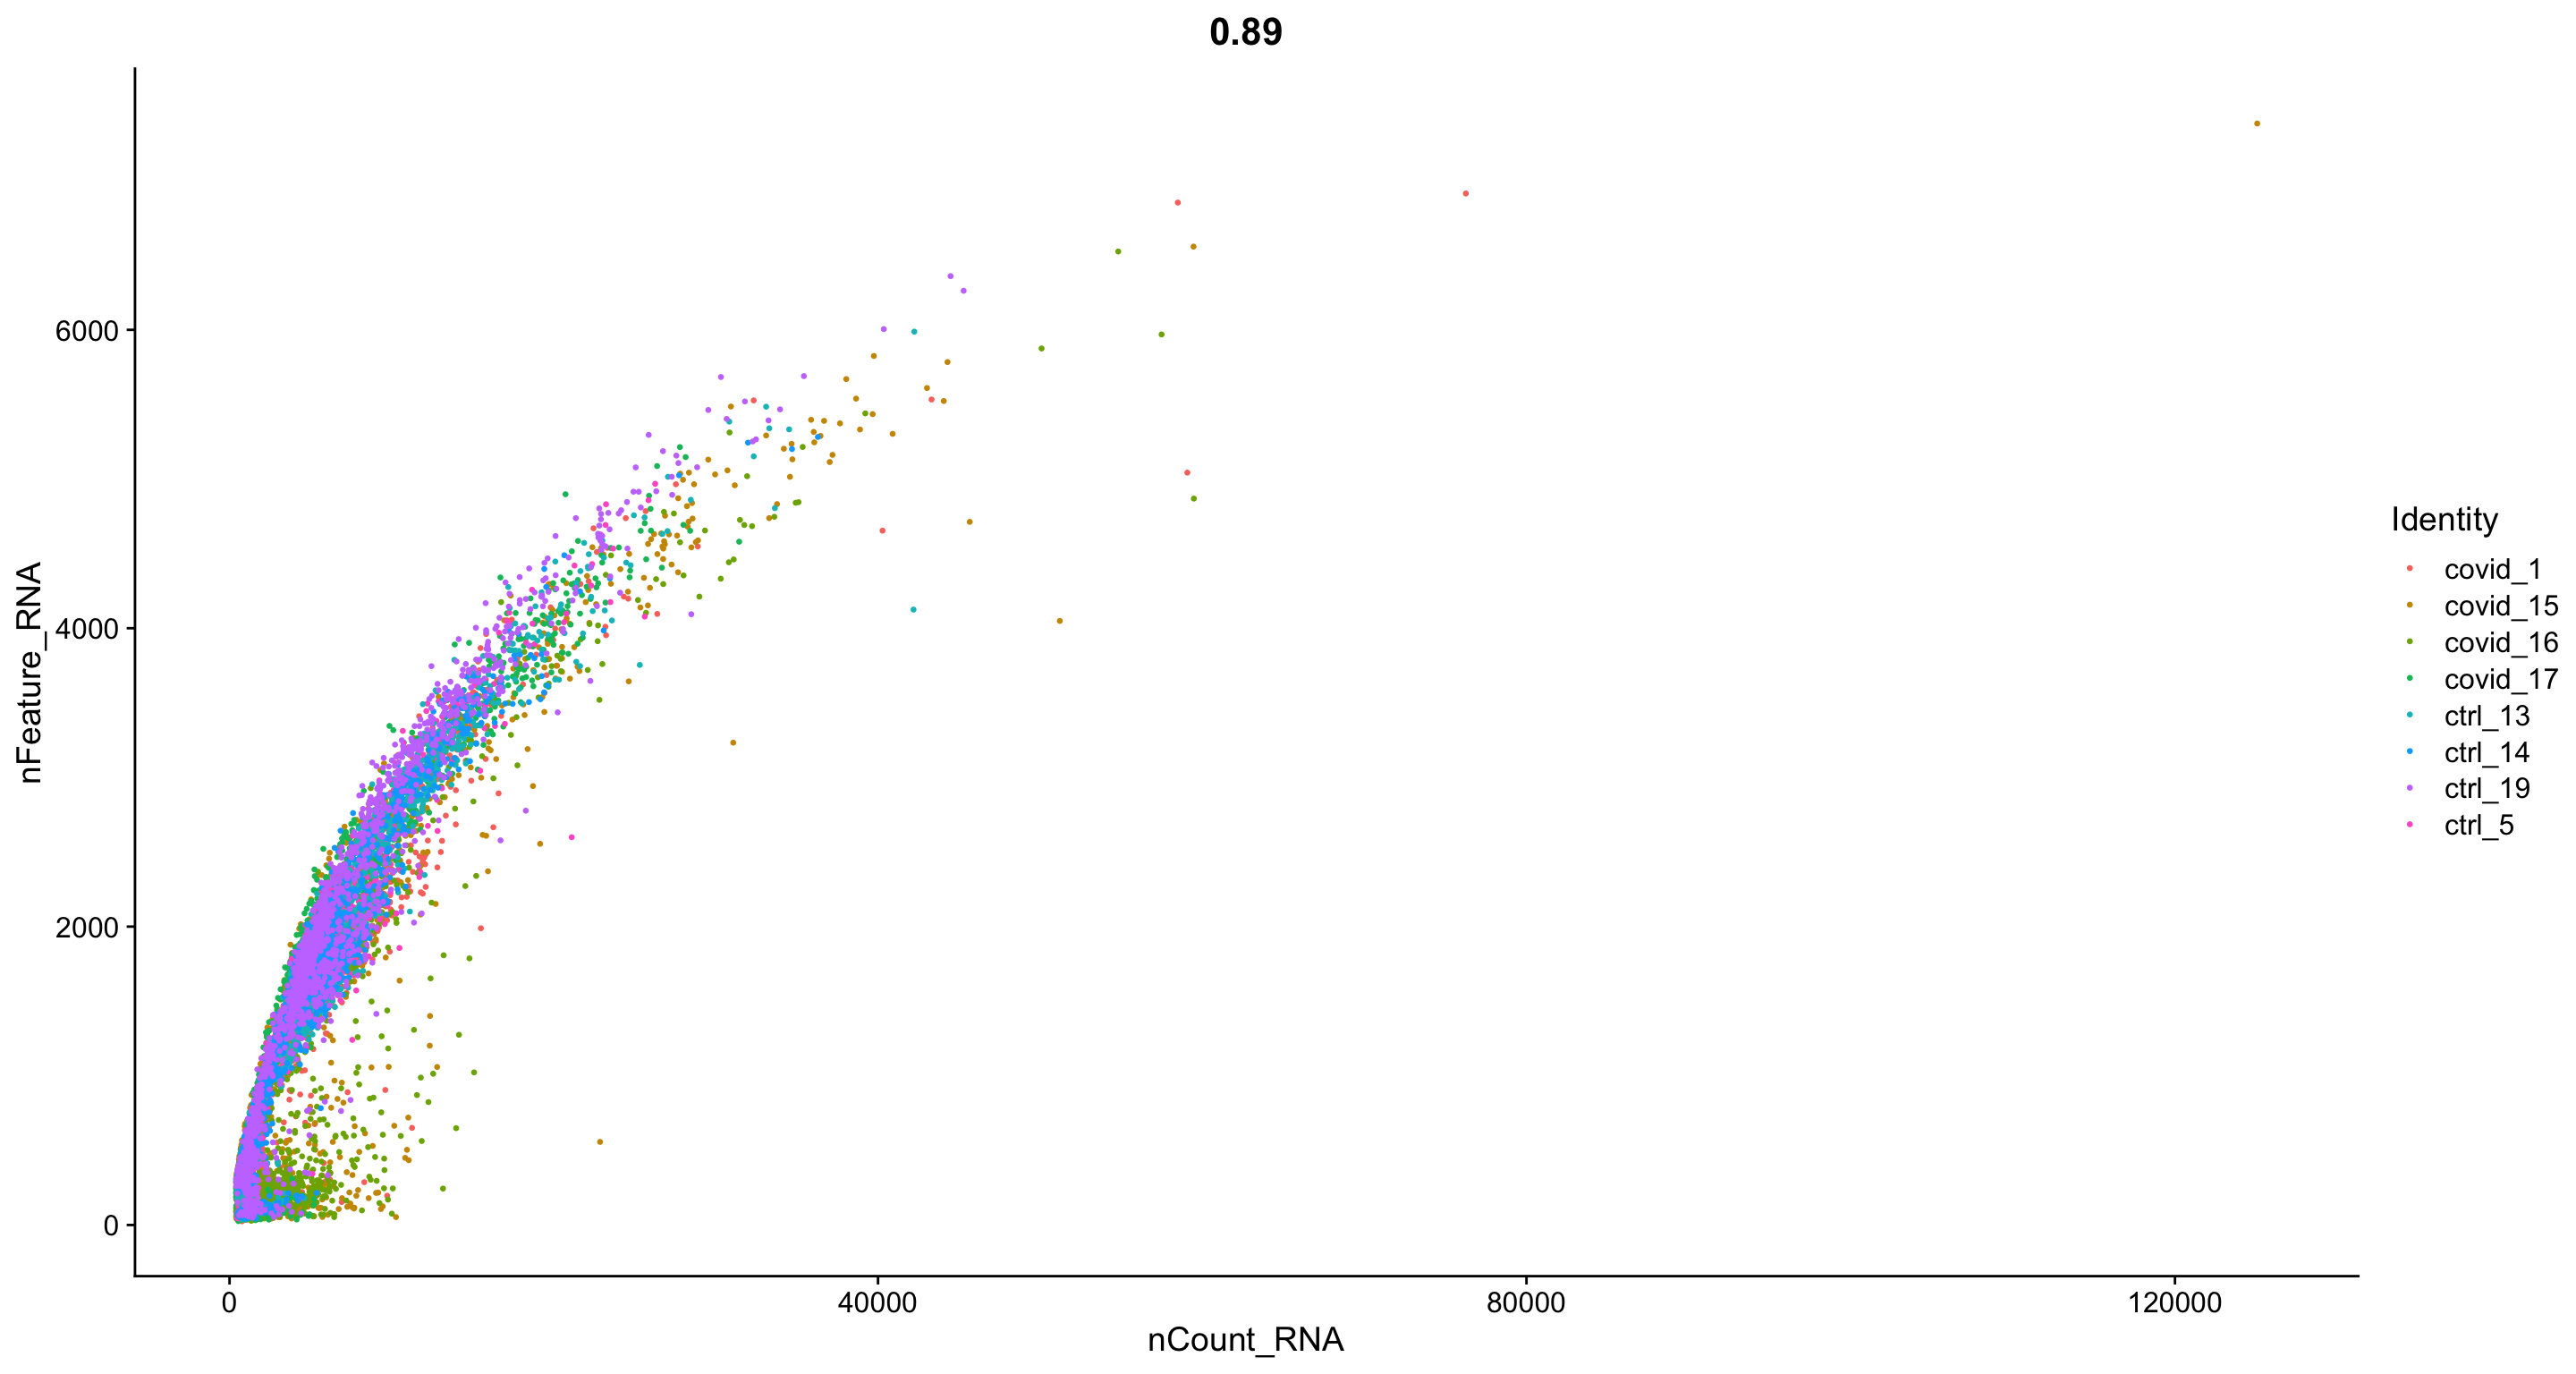 0.89
nFeature_RNA
6000
4000
2000
0
0 40000 80000 120000
nCount_RNA
Identity
covid_1
covid_15
covid_16
covid_17
ctrl_13
ctrl_14
ctrl_19
ctrl_5